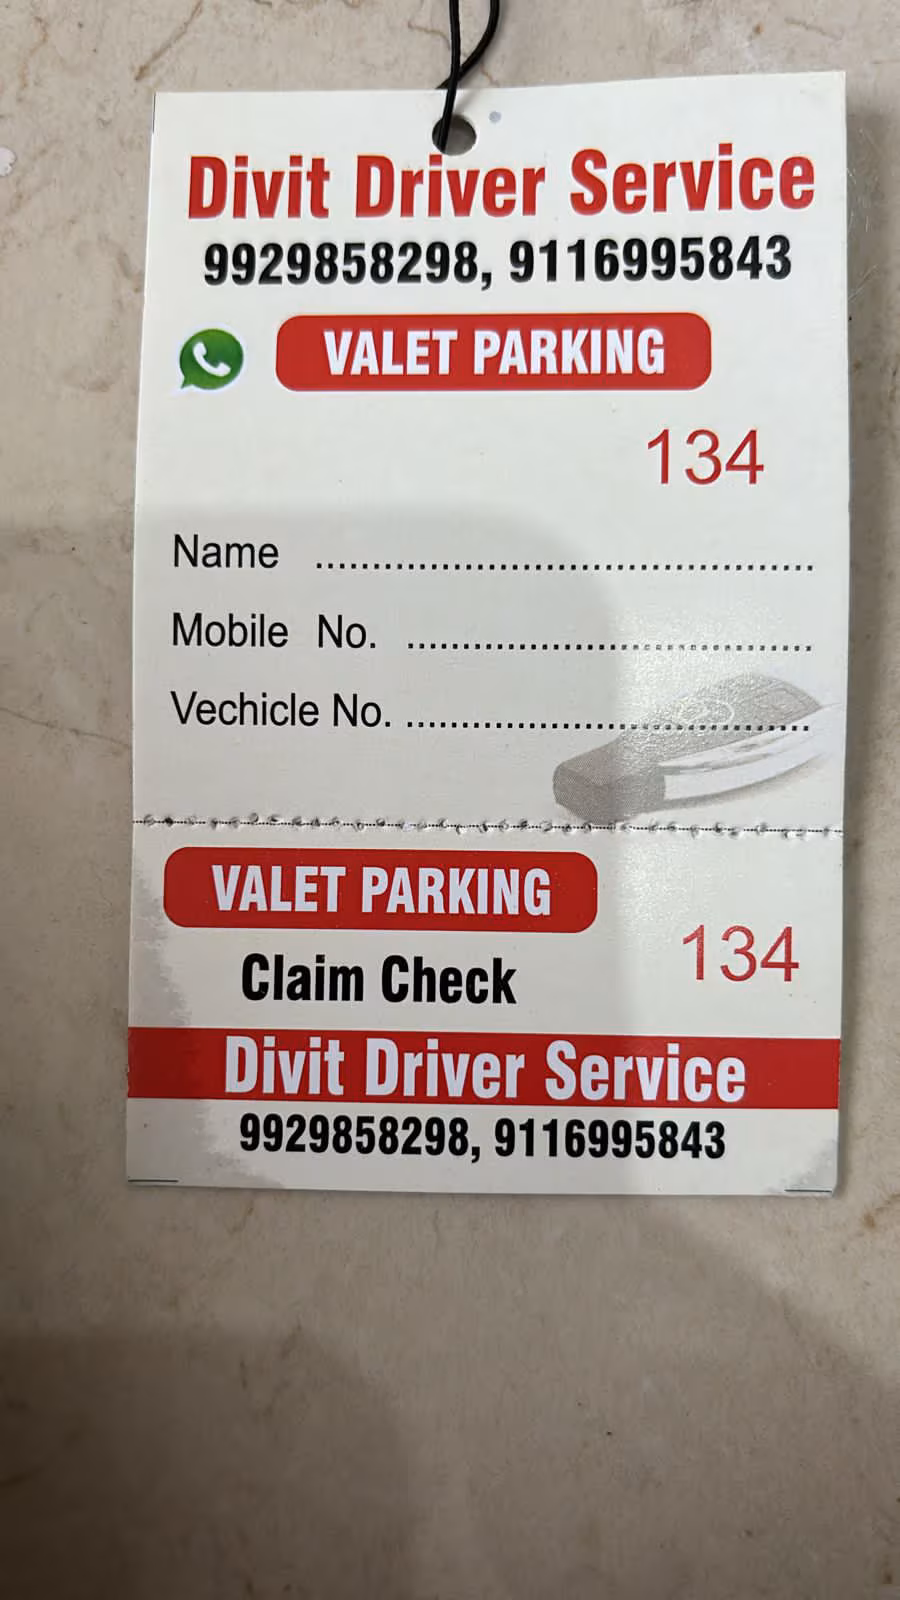 Divit Driver Service
9929858298, 9116995843
VALET PARKING
134
Name ............................................
Mobile No. ....................................
Vechicle No. ....................................
VALET PARKING
134
Claim Check
Divit Driver Service
9929858298, 9116995843